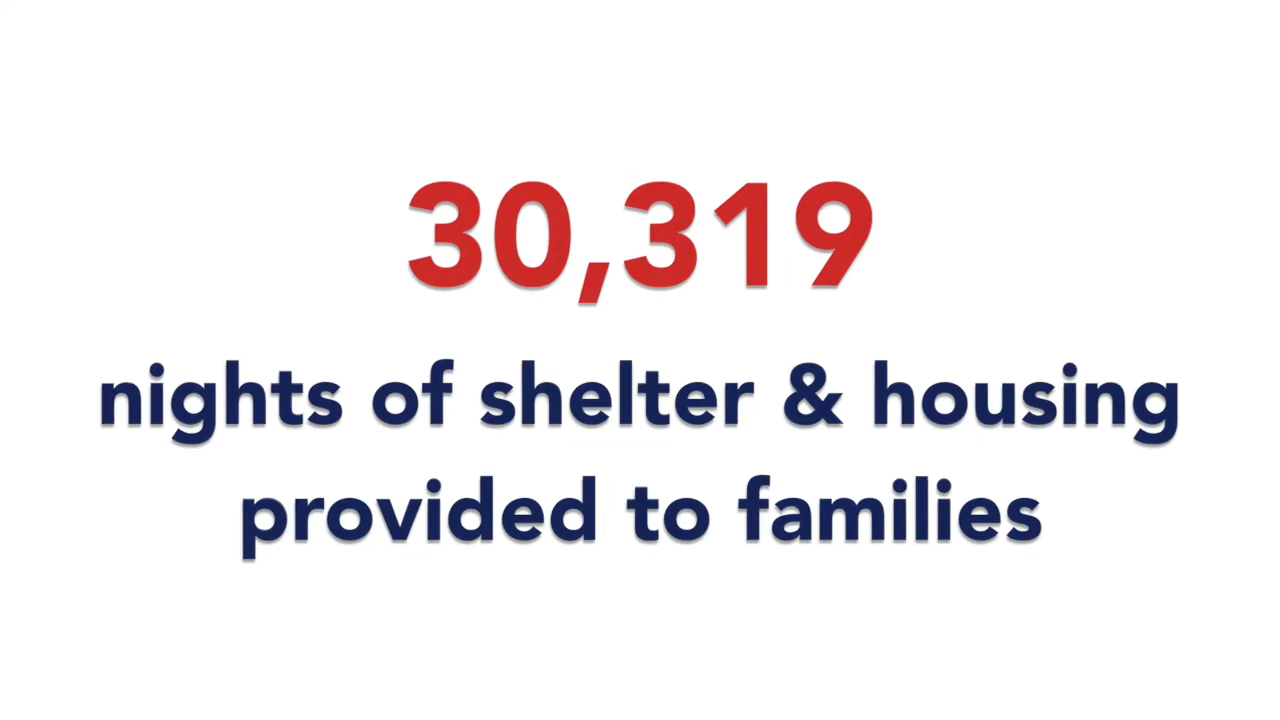 30,319
nights of shelter & housing
provided to families